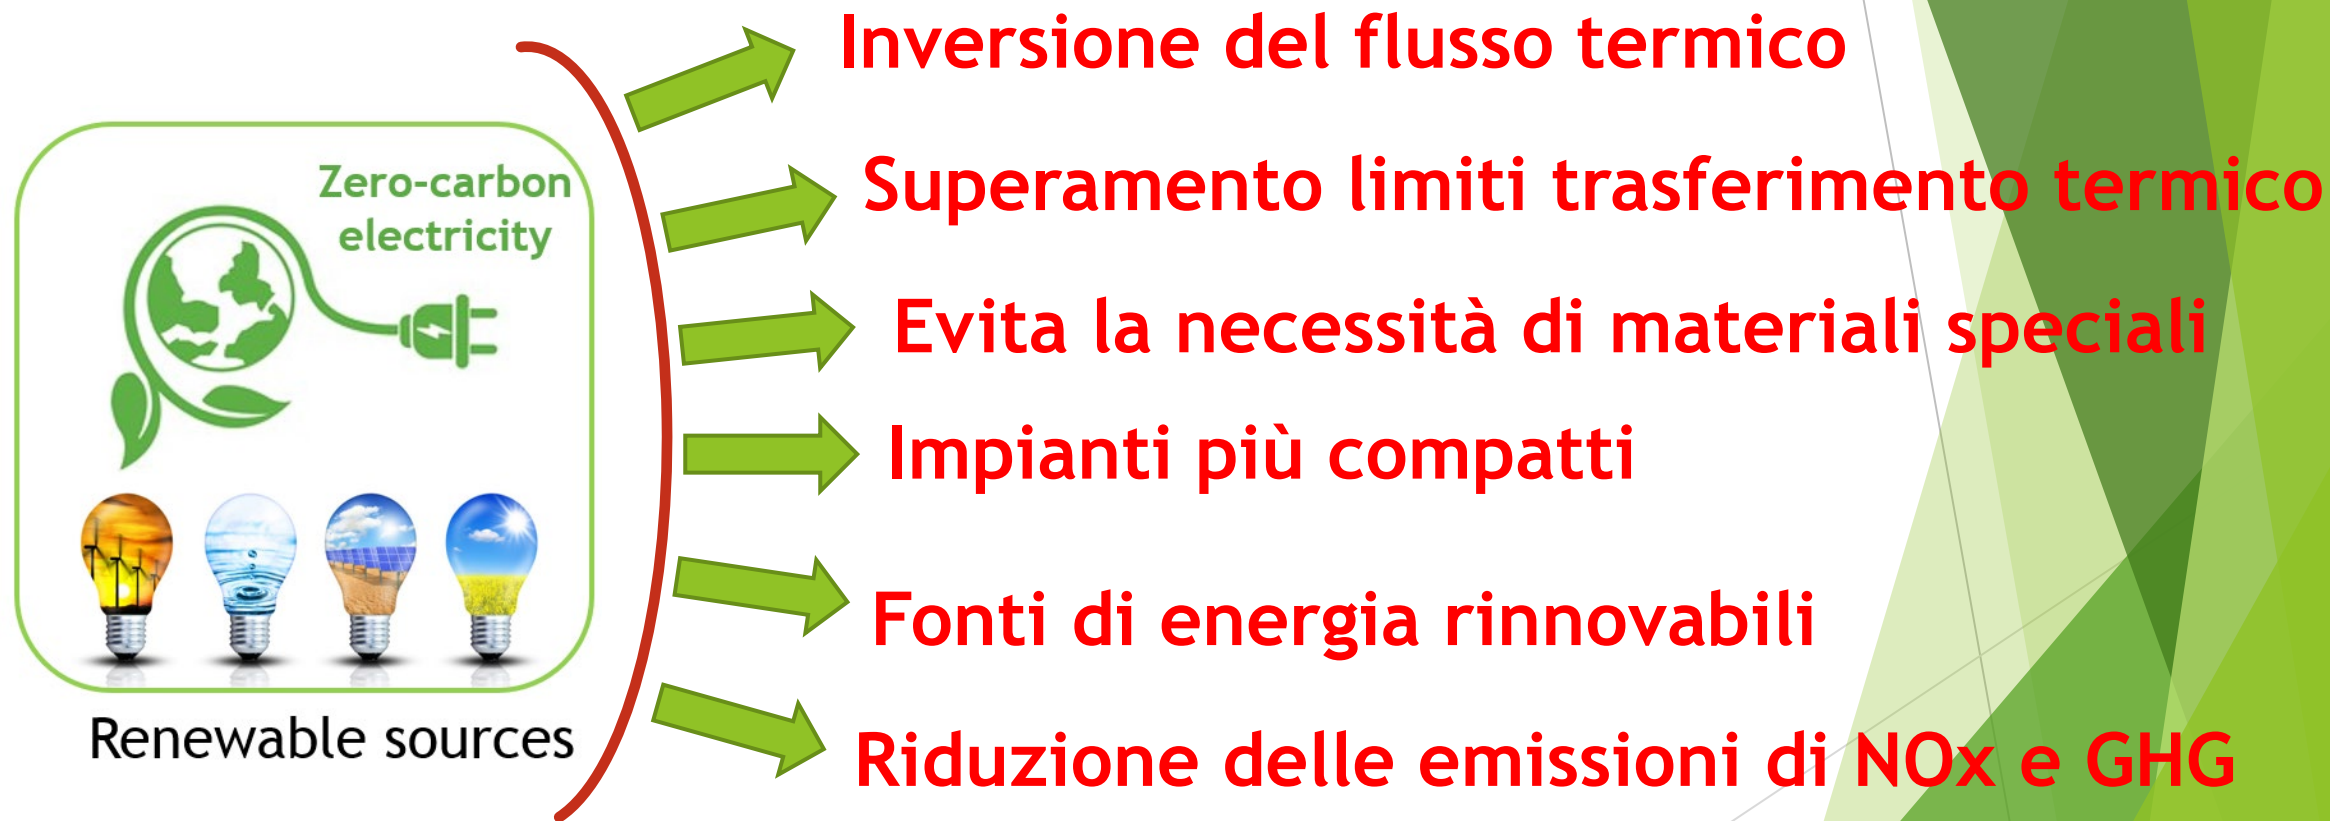 Zero-carbon
electricity
Renewable sources
Inversione del flusso termico
Superamento limiti trasferimento termico
Evita la necessità di materiali speciali
Impianti più compatti
Fonti di energia rinnovabili
Riduzione delle emissioni di NOx e GHG